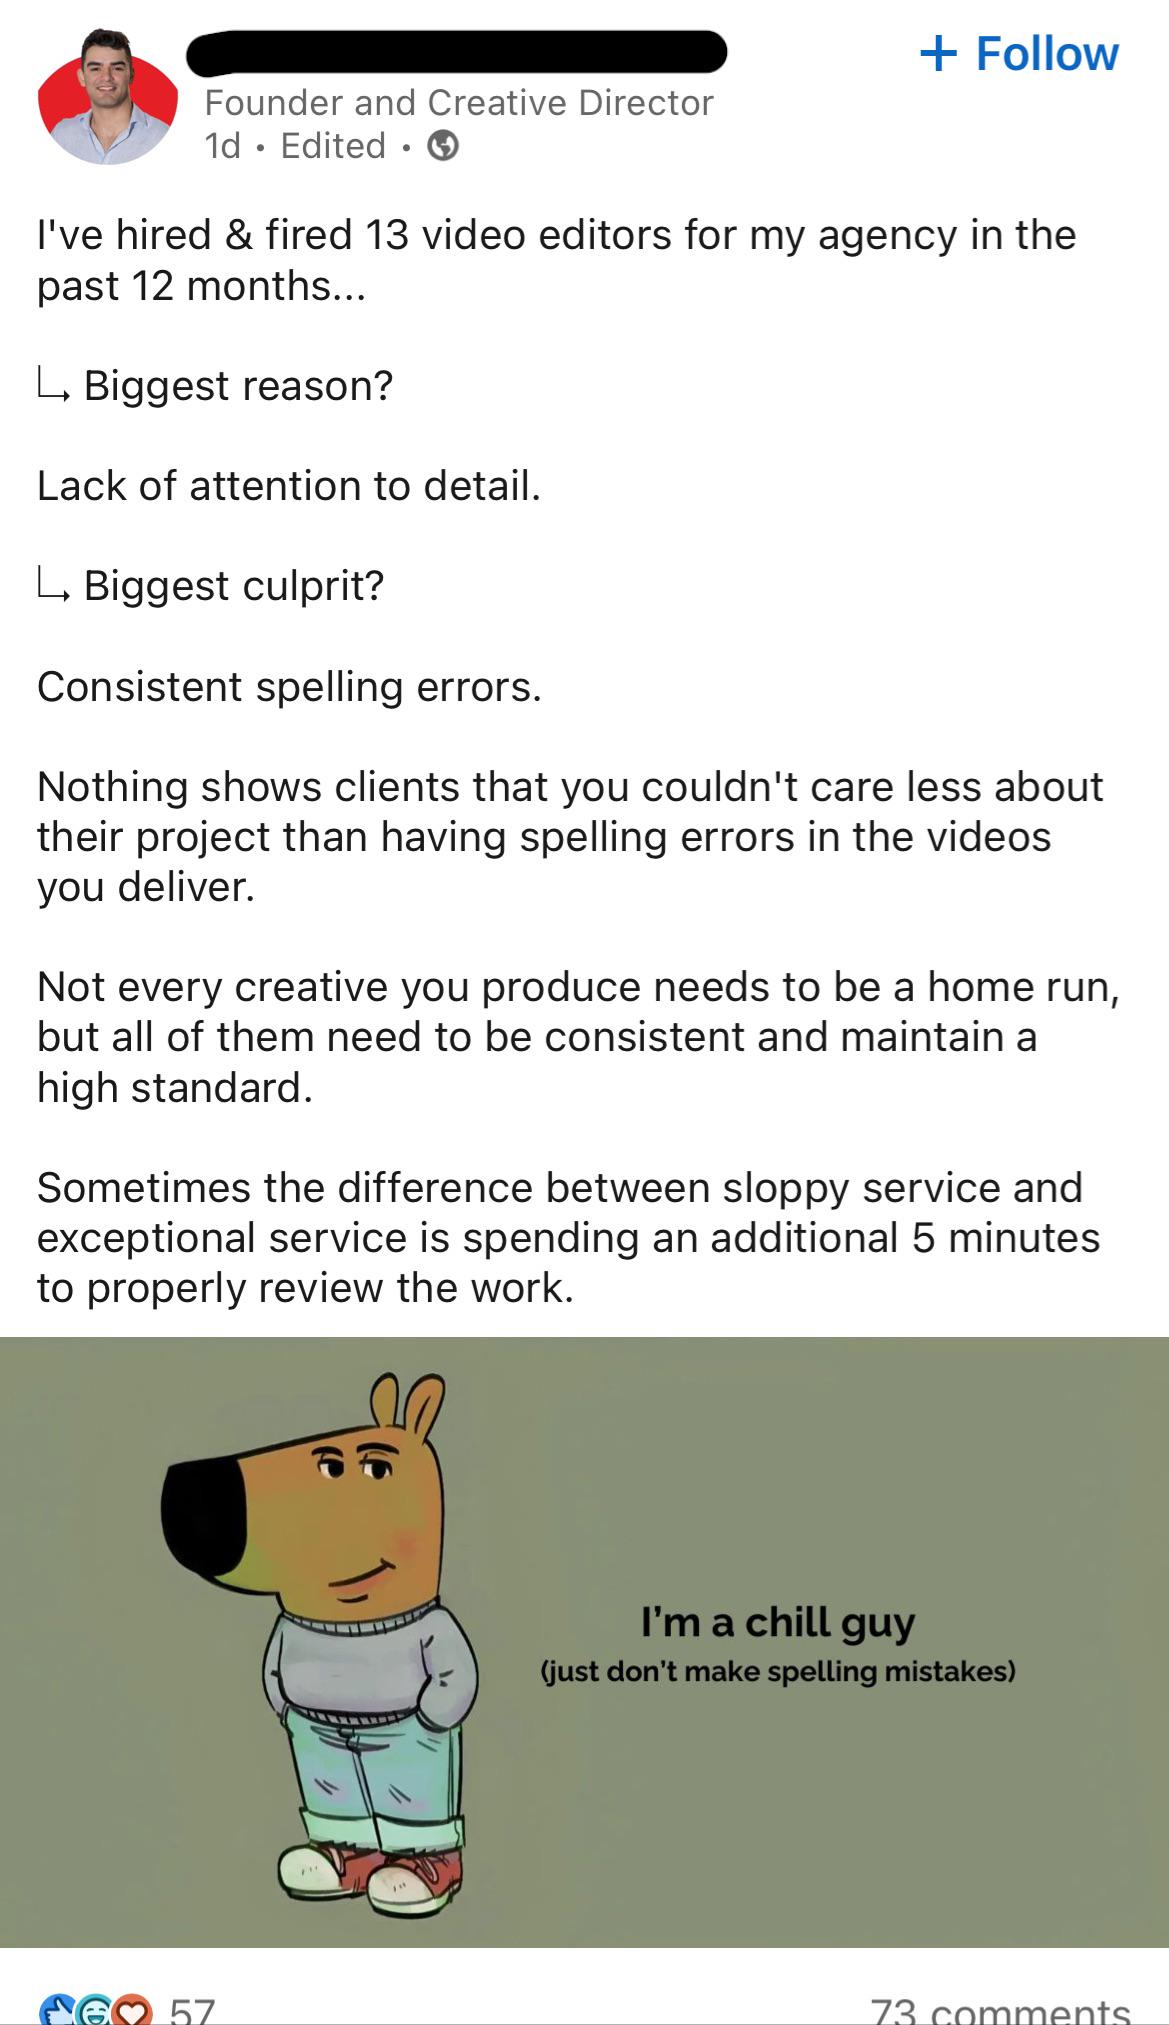 + Follow
Founder and Creative Director
1d • Edited •
I've hired & fired 13 video editors for my agency in the
past 12 months...
↳ Biggest reason?
Lack of attention to detail.
↳ Biggest culprit?
Consistent spelling errors.
Nothing shows clients that you couldn't care less about
their project than having spelling errors in the videos
you deliver.
Not every creative you produce needs to be a home run,
but all of them need to be consistent and maintain a
high standard.
Sometimes the difference between sloppy service and
exceptional service is spending an additional 5 minutes
to properly review the work.
I'm a chill guy
(just don't make spelling mistakes)
57
73 comments